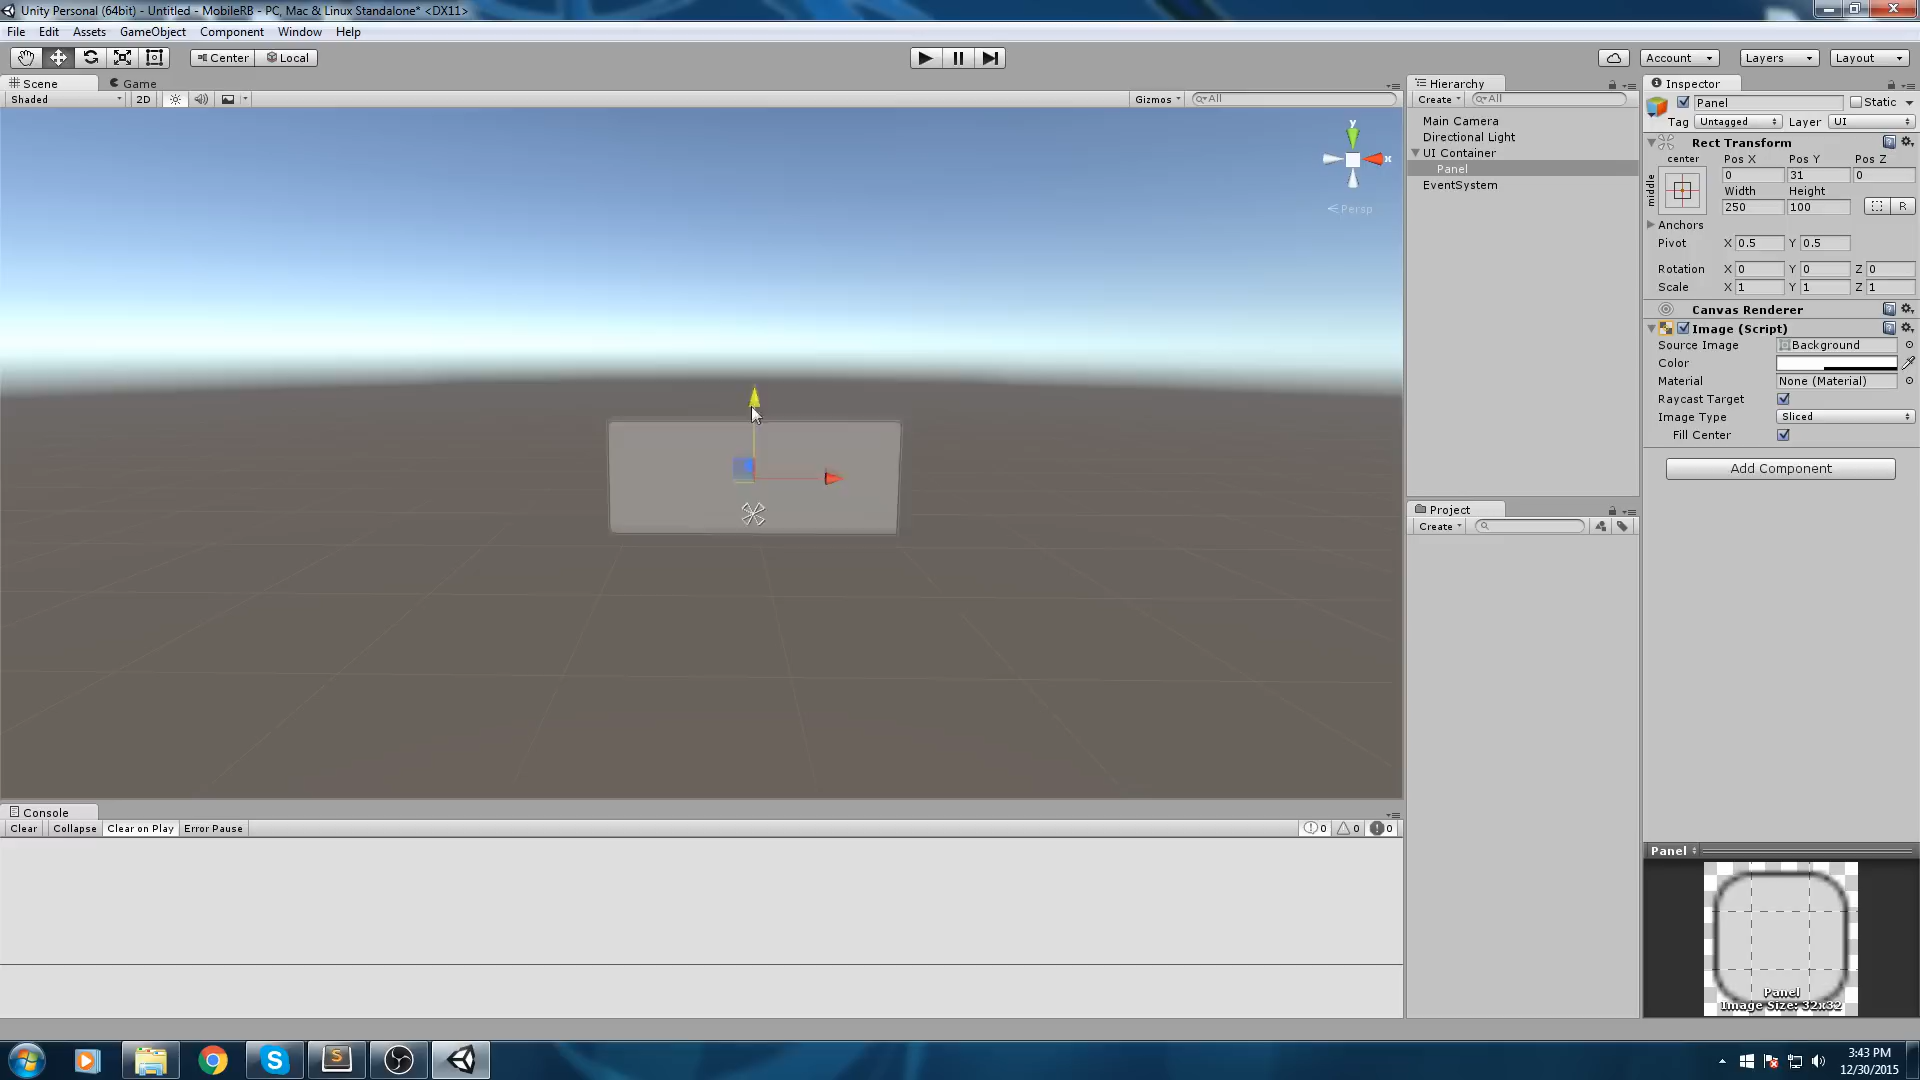 Unity Personal (64bit) - Untitled - MobileRB - PC, Mac & Linux Standalone* <DX11>
File Edit Assets GameObject Component Window Help
Center Local
Account Layers Layout
Scene Game
Shaded 2D Gizmos All
y
x
Persp
Hierarchy
Create All
Main Camera
Directional Light
UI Container
Panel
EventSystem
Project
Create
Inspector
Panel Static
Tag Untagged Layer UI
Rect Transform
center Pos X Pos Y Pos Z
middle 0 31 0
Width Height
250 100 R
Anchors
Pivot X 0.5 Y 0.5
Rotation X 0 Y 0 Z 0
Scale X 1 Y 1 Z 1
Canvas Renderer
Image (Script)
Source Image Background
Color
Material None (Material)
Raycast Target
Image Type Sliced
Fill Center
Add Component
Panel
Panel
Image Size: 32x32
Console
Clear Collapse Clear on Play Error Pause 0 0 0
3:43 PM
12/30/2015